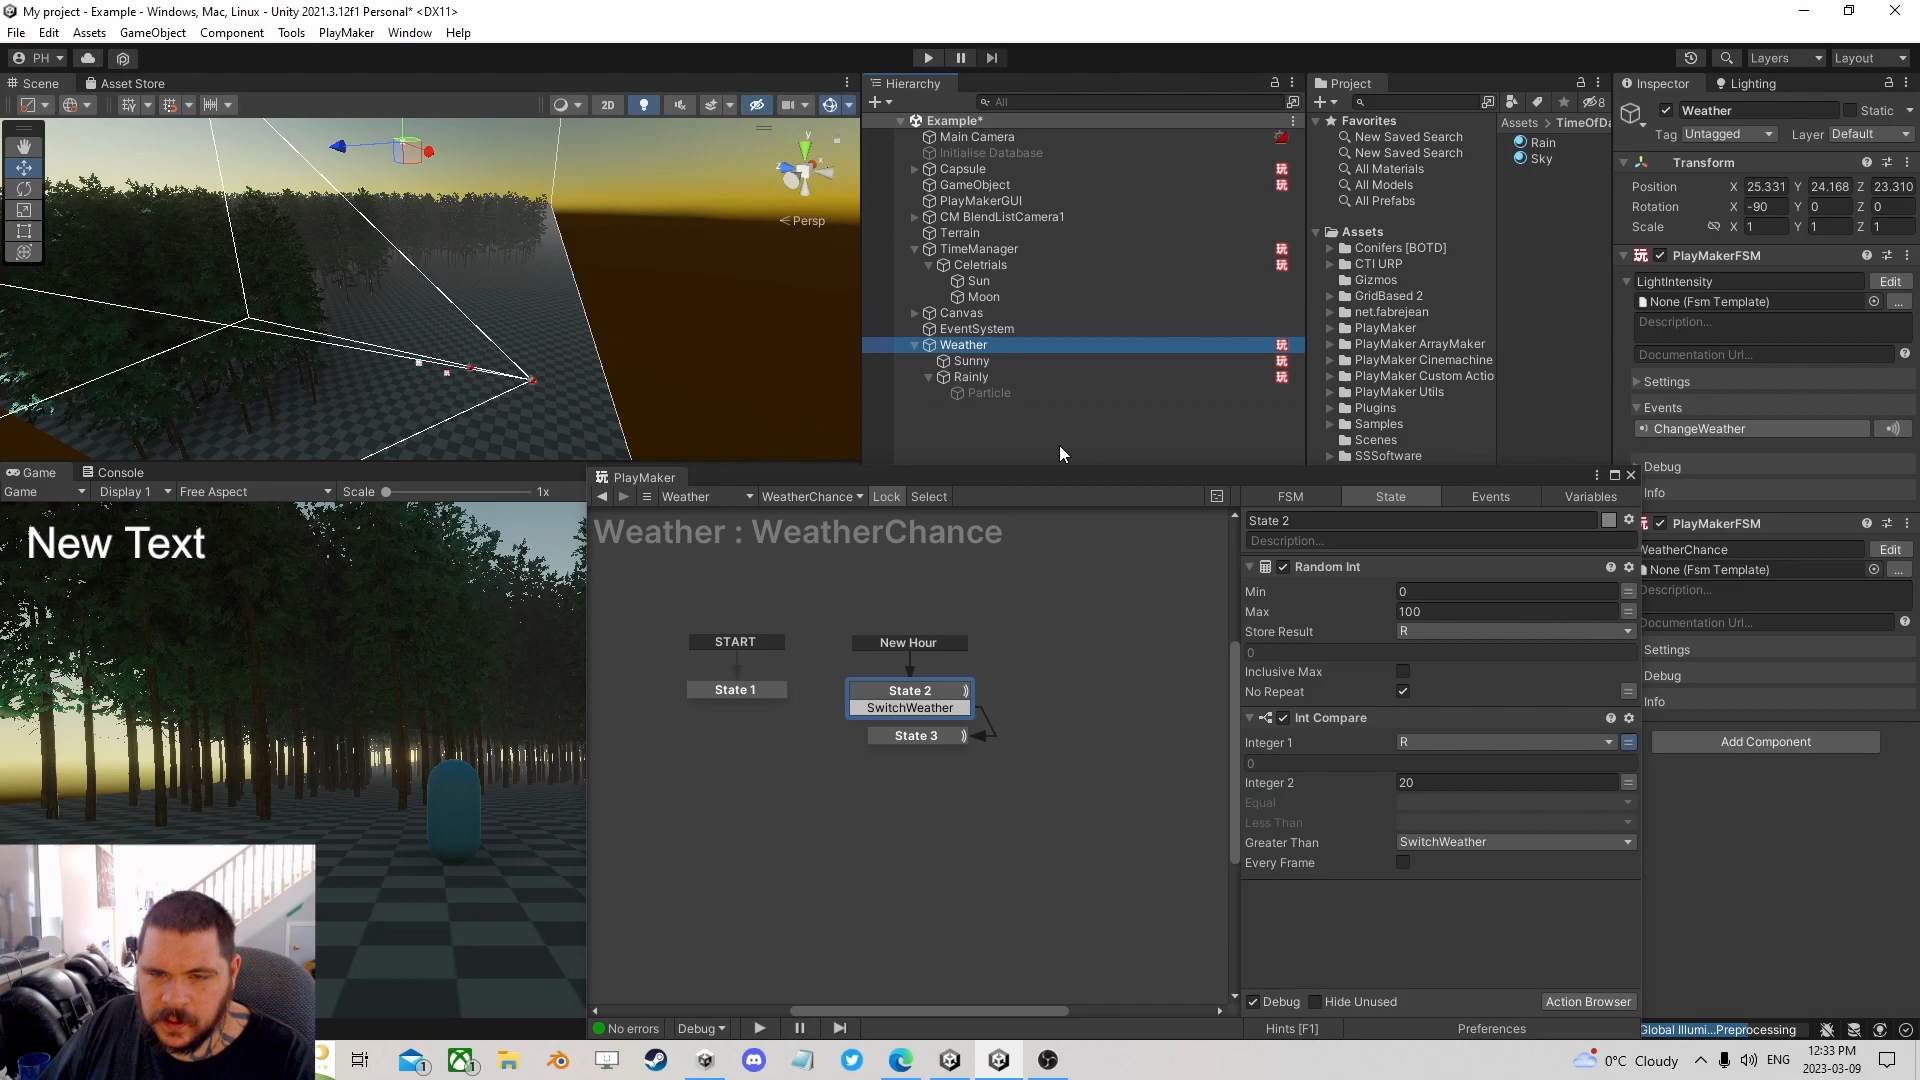 My project - Example - Windows, Mac, Linux - Unity 2021.3.12f1 Personal* <DX11>
File Edit Assets GameObject Component Tools PlayMaker Window Help
PH
Layers
Layout
Scene
Asset Store
2D
y
x
z
Persp
Game
Console
Game
Display 1
Free Aspect
Scale
1x
New Text
Hierarchy
All
Example*
Main Camera
Initialise Database
Capsule
GameObject
PlayMakerGUI
CM BlendListCamera1
Terrain
TimeManager
Celetrials
Sun
Moon
Canvas
EventSystem
Weather
Sunny
Rainly
Particle
Project
8
Favorites
New Saved Search
New Saved Search
All Materials
All Models
All Prefabs
Assets
Conifers [BOTD]
CTI URP
Gizmos
GridBased 2
net.fabrejean
PlayMaker
PlayMaker ArrayMaker
PlayMaker Cinemachine
PlayMaker Custom Actio
PlayMaker Utils
Plugins
Samples
Scenes
SSSoftware
Assets > TimeOfDa
Rain
Sky
Inspector
Lighting
Weather
Static
Tag Untagged
Layer Default
Transform
Position X 25.331 Y 24.168 Z 23.310
Rotation X -90 Y 0 Z 0
Scale X 1 Y 1 Z 1
PlayMakerFSM
LightIntensity
Edit
None (Fsm Template)
...
Description...
Documentation Url...
Settings
Events
ChangeWeather
Debug
Info
PlayMakerFSM
WeatherChance
Edit
None (Fsm Template)
...
Description...
Documentation Url...
Settings
Debug
Info
Add Component
PlayMaker
Weather
WeatherChance
Lock
Select
Weather : WeatherChance
START
State 1
New Hour
State 2
SwitchWeather
State 3
FSM
State
Events
Variables
State 2
Description...
Random Int
Min 0
Max 100
Store Result R
0
Inclusive Max
No Repeat
Int Compare
Integer 1 R
0
Integer 2 20
Equal
Less Than
Greater Than SwitchWeather
Every Frame
Debug
Hide Unused
Action Browser
No errors
Debug
Hints [F1]
Preferences
Global Illumi...Preprocessing
1
1
0°C Cloudy
ENG
12:33 PM
2023-03-09